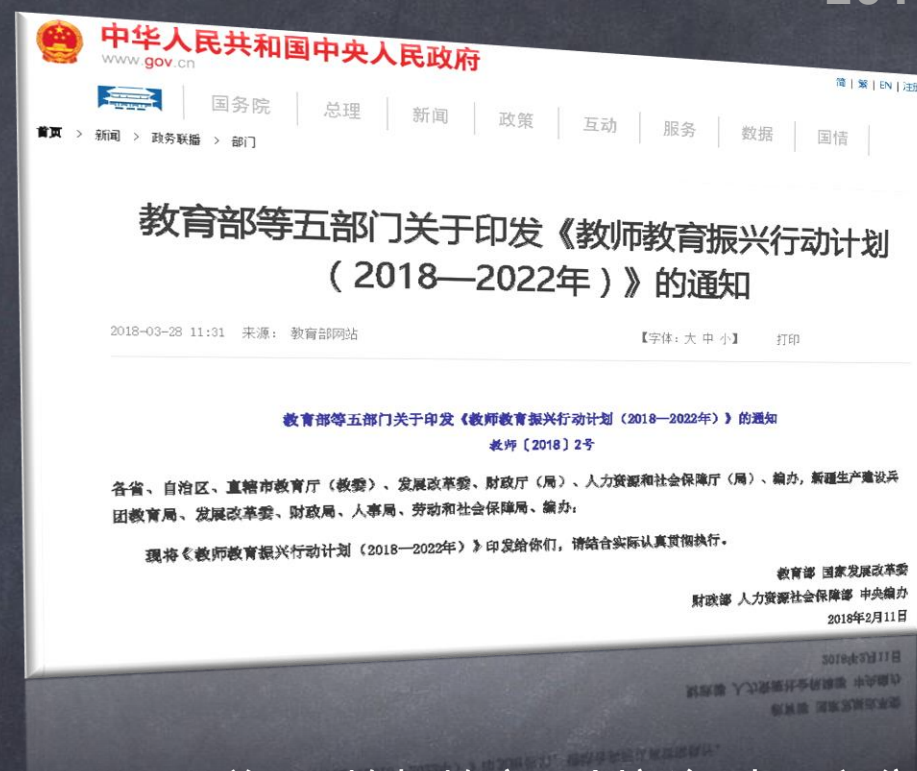 201
中华人民共和国中央人民政府
www.gov.cn
简 | 繁 | EN | 注册
国务院 | 总理 | 新闻 | 政策 | 互动 | 服务 | 数据 | 国情
首页 > 新闻 > 政务联播 > 部门
教育部等五部门关于印发《教师教育振兴行动计划
（2018—2022年）》的通知
2018-03-28 11:31 来源： 教育部网站 【字体：大 中 小】 打印
教育部等五部门关于印发《教师教育振兴行动计划（2018—2022年）》的通知
教师〔2018〕2号
各省、自治区、直辖市教育厅（教委）、发展改革委、财政厅（局）、人力资源和社会保障厅（局）、编办，新疆生产建设兵
团教育局、发展改革委、财政局、人事局、劳动和社会保障局、编办：
现将《教师教育振兴行动计划（2018—2022年）》印发给你们，请结合实际认真贯彻执行。
教育部 国家发展改革委
财政部 人力资源社会保障部 中央编办
2018年2月11日